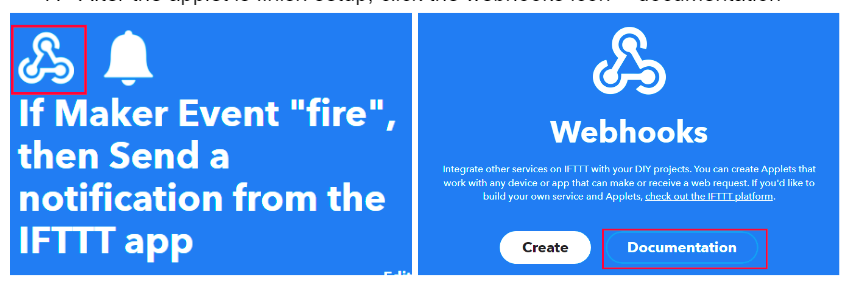 After the applet is finish setup, click the webhooks icon
documentation
If Maker Event "fire",
then Send a
notification from the
IFTTT app
Edit
Webhooks
Integrate other services on IFTTT with your DIY projects. You can create Applets that
work with any device or app that can make or receive a web request. If you'd like to
build your own service and Applets, check out the IFTTT platform.
Create
Documentation